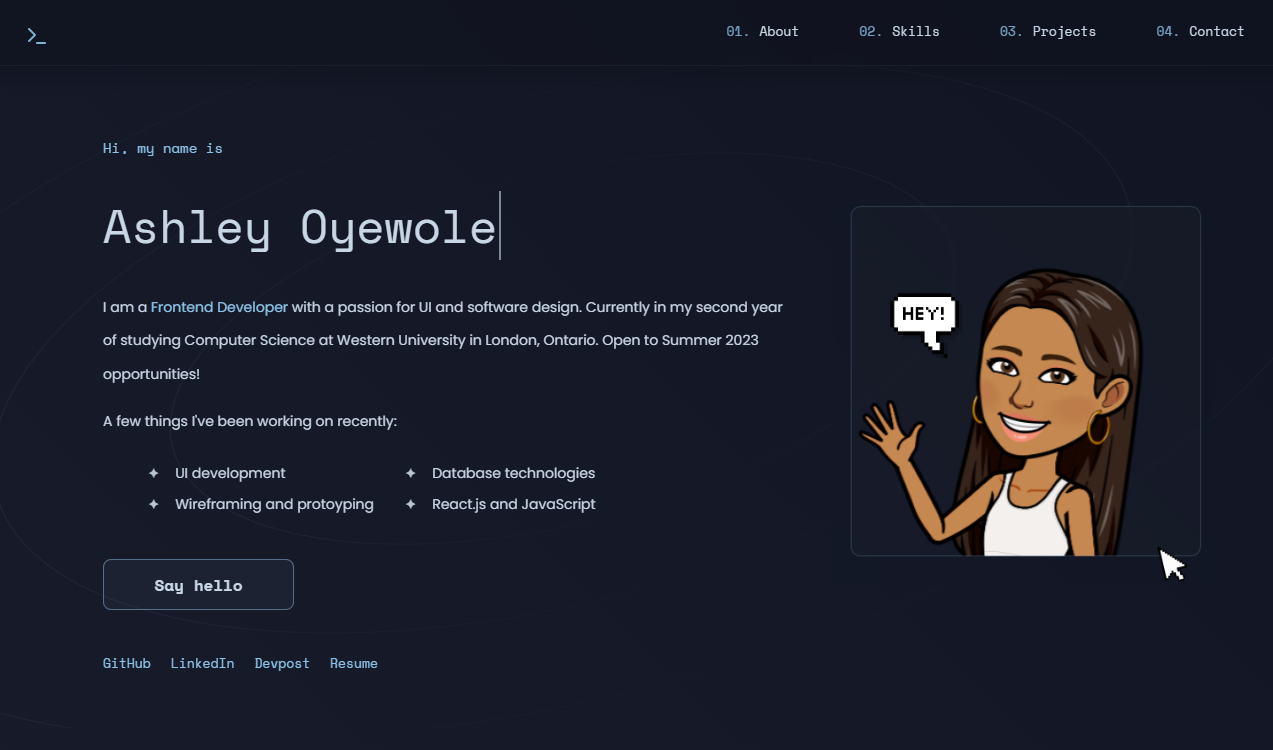 >_
01. About 02. Skills 03. Projects 04. Contact
Hi, my name is
Ashley Oyewole
I am a Frontend Developer with a passion for UI and software design. Currently in my second year
of studying Computer Science at Western University in London, Ontario. Open to Summer 2023
opportunities!
HEY!
A few things I've been working on recently:
✦ UI development ✦ Database technologies
✦ Wireframing and protoyping ✦ React.js and JavaScript
Say hello
GitHub LinkedIn Devpost Resume